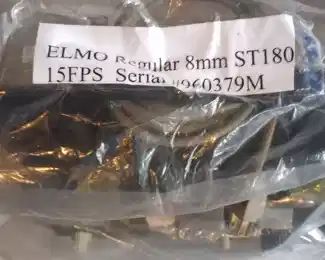 ELMO Regular 8mm ST180
15FPS Serial #960379M